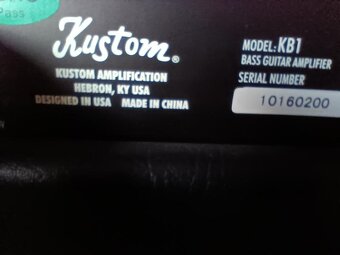 Pass
Kustom®
KUSTOM AMPLIFICATION
HEBRON, KY USA
DESIGNED IN USA MADE IN CHINA
MODEL: KB1
BASS GUITAR AMPLIFIER
SERIAL NUMBER
10160200